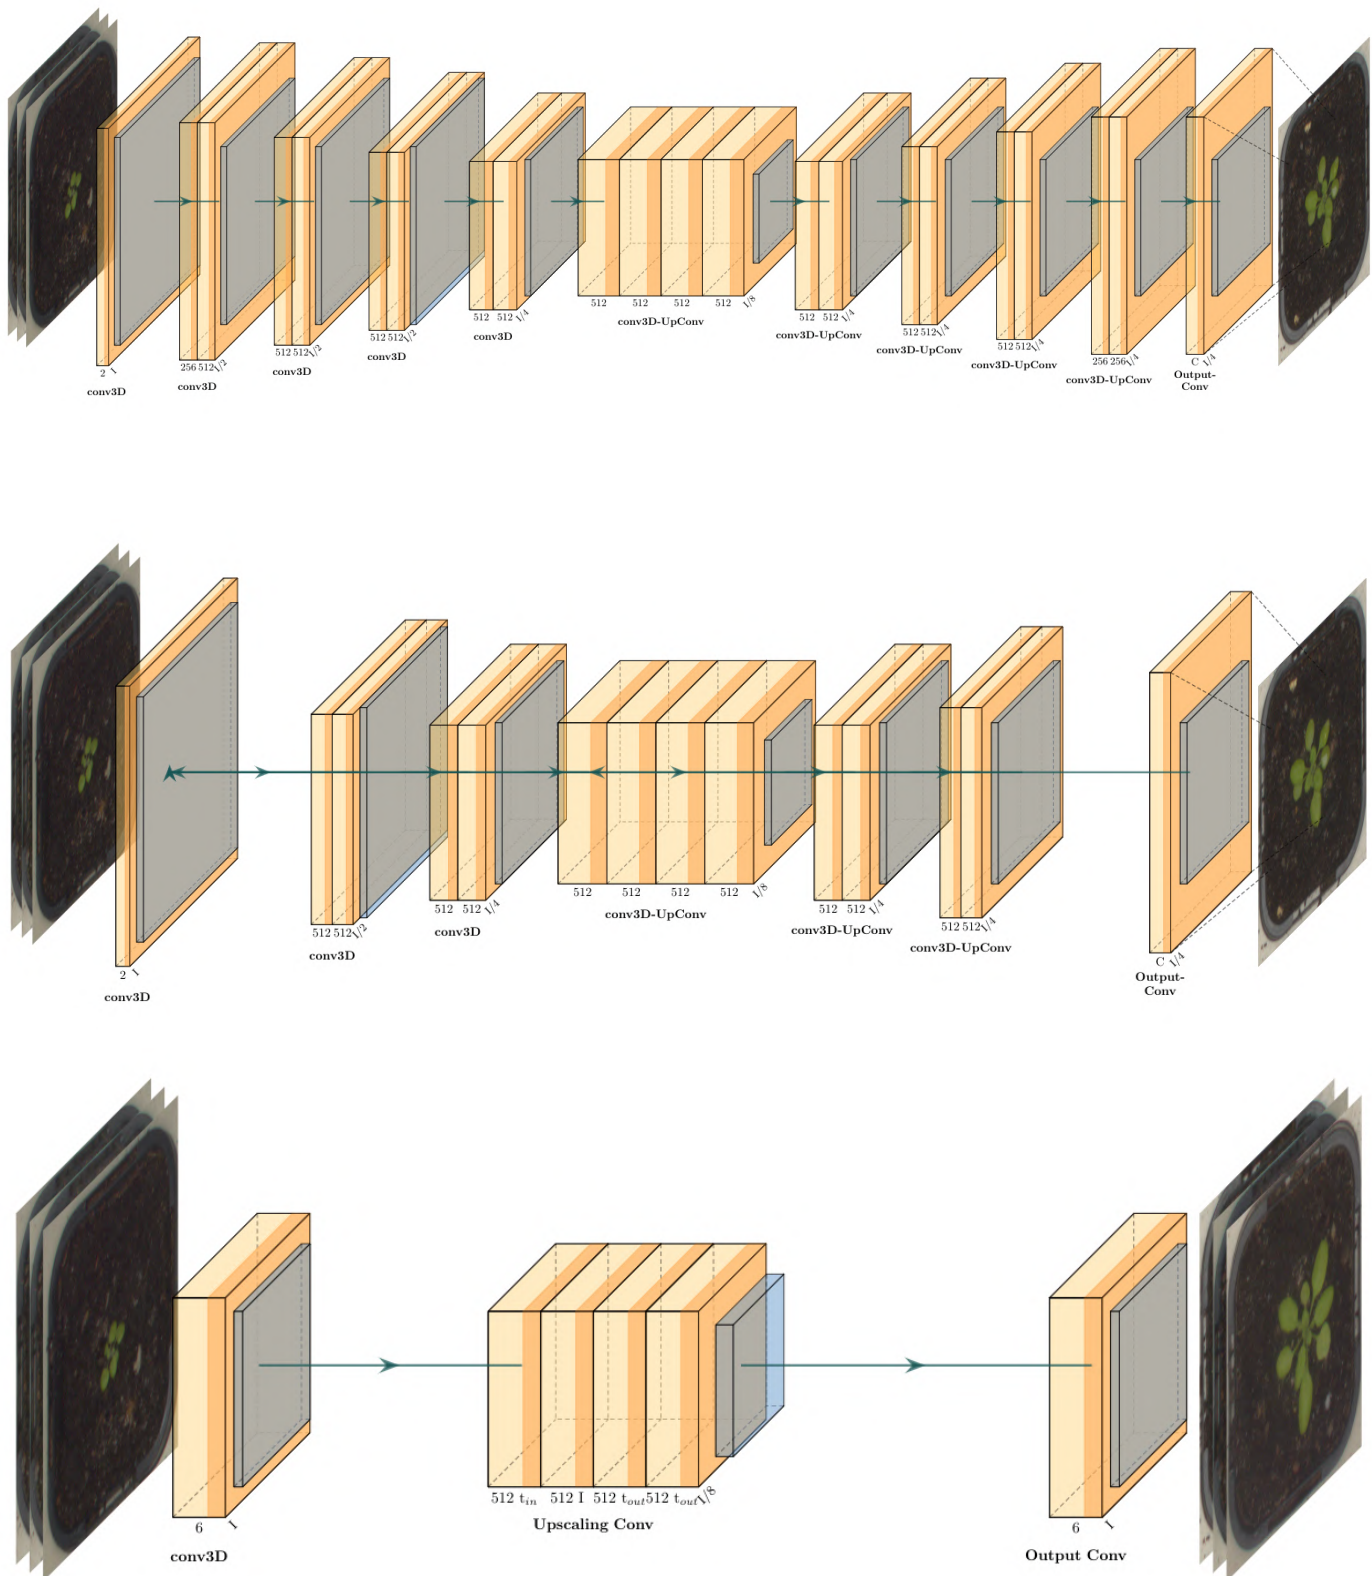 2 I
conv3D
256 512 1/2
conv3D
512 512 1/2
conv3D
512 512 1/2
conv3D
512 512 1/4
conv3D
512 512 512 512 1/8
conv3D-UpConv
512 512 1/4
conv3D-UpConv
512 512 1/4
conv3D-UpConv
512 512 1/4
conv3D-UpConv
256 256 1/4
conv3D-UpConv
C 1/4
Output-
Conv
2 I
conv3D
512 512 1/2
conv3D
512 512 1/4
conv3D
512 512 512 512 1/8
conv3D-UpConv
512 512 1/4
conv3D-UpConv
512 512 1/4
conv3D-UpConv
C 1/4
Output-
Conv
6 I
conv3D
512 t_in 512 I 512 t_out 512 t_out 1/8
Upscaling Conv
6 I
Output Conv